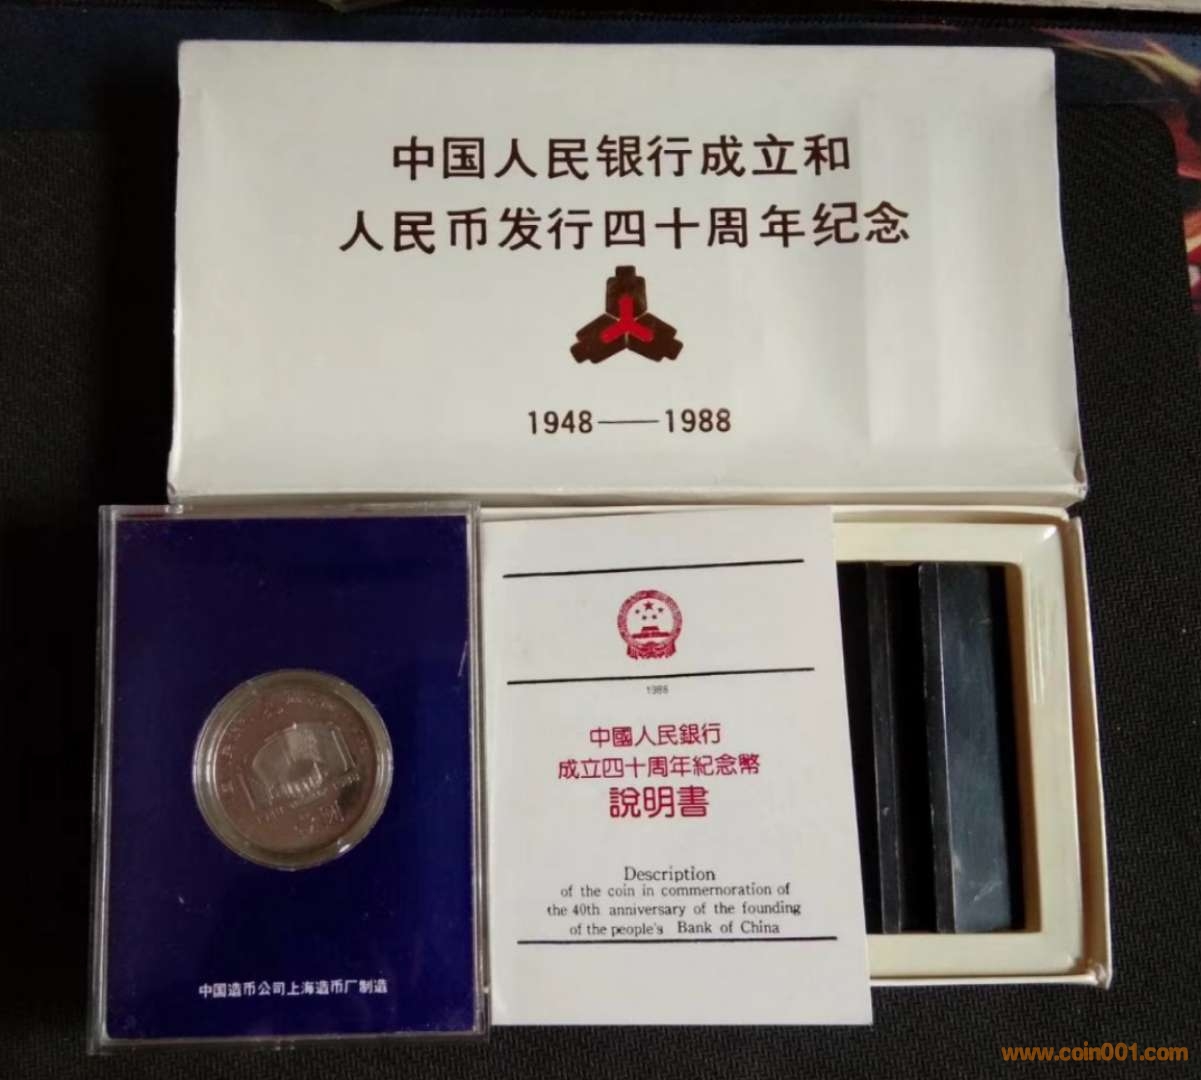 中国人民银行成立和
人民币发行四十周年纪念
1948——1988
中国造币公司上海造币厂制造
1988
中國人民銀行
成立四十周年紀念幣
說明書
Description
of the coin in commernoration of
the 40th anniversary of the founding
of the people's Bank of China
www.coin001.com